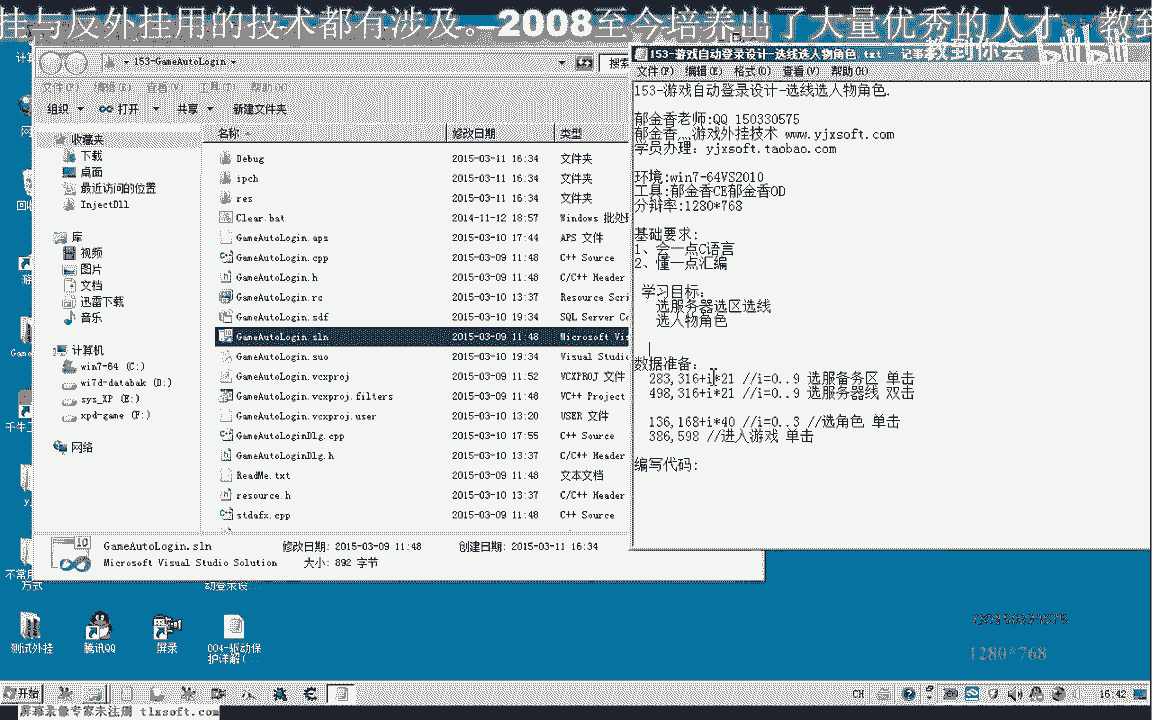 挂与反外挂用的技术都有涉及。–2008至今培养出了大量优秀的人才
教到你会 bilibili
153-GameAutoLogin
文件(F) 编辑(E) 查看(V) 工具(T) 帮助(H)
组织 打开 共享 新建文件夹
收藏夹
下载
桌面
最近访问的位置
InjectDll
库
视频
图片
文档
迅雷下载
音乐
计算机
win7-64 (C:)
wi7d-databak (D:)
sys_XP (E:)
xpd-game (F:)
网络
名称 修改日期 类型
Debug 2015-03-11 16:34 文件夹
ipch 2015-03-11 16:34 文件夹
res 2015-03-11 16:34 文件夹
Clear.bat 2014-11-12 18:57 Windows 批处
GameAutoLogin.aps 2015-03-10 17:44 APS 文件
GameAutoLogin.cpp 2015-03-09 11:48 C++ Source
GameAutoLogin.h 2015-03-09 11:48 C/C++ Header
GameAutoLogin.rc 2015-03-10 13:37 Resource Scri
GameAutoLogin.sdf 2015-03-10 19:34 SQL Server Co
GameAutoLogin.sln 2015-03-09 11:48 Microsoft Vis
GameAutoLogin.suo 2015-03-10 19:34 Visual Studio
GameAutoLogin.vcxproj 2015-03-09 11:52 VCXPROJ 文件
GameAutoLogin.vcxproj.filters 2015-03-09 11:48 VC++ Project
GameAutoLogin.vcxproj.user 2015-03-10 13:20 USER 文件
GameAutoLoginDlg.cpp 2015-03-10 17:55 C++ Source
GameAutoLoginDlg.h 2015-03-10 13:37 C/C++ Header
ReadMe.txt 2015-03-09 11:48 文本文档
resource.h 2015-03-10 13:37 C/C++ Header
stdafx.cpp 2015-03-09 11:48 C++ Source
GameAutoLogin.sln 修改日期: 2015-03-09 11:48 创建日期: 2015-03-11 16:34
Microsoft Visual Studio Solution 大小: 892 字节
153-游戏自动登录设计-选线选人物角色.txt - 记事
文件(F) 编辑(E) 格式(O) 查看(V) 帮助(H)
153-游戏自动登录设计-选线选人物角色.
郁金香老师:QQ 150330575
郁金香灬游戏外挂技术 www.yjxsoft.com
学员办理: yjxsoft.taobao.com
环境:win7-64VS2010
工具:郁金香CE郁金香OD
分辩率:1280*768
基础要求:
1、会一点C语言
2、懂一点汇编
学习目标:
选服务器选区选线
选人物角色
数据准备:
283,316+i*21 //i=0..9 选服备务区 单击
498,316+i*21 //i=0..9 选服务器线 双击
136,168+i*40 //i=0..3 //选角色 单击
386,598 //进入游戏 单击
编写代码:
测试外挂
腾讯QQ
屏录
004-驱动保护详解(...
1280*768
开始
CH
16:42
屏幕录像专家未注册 tlxsoft.com